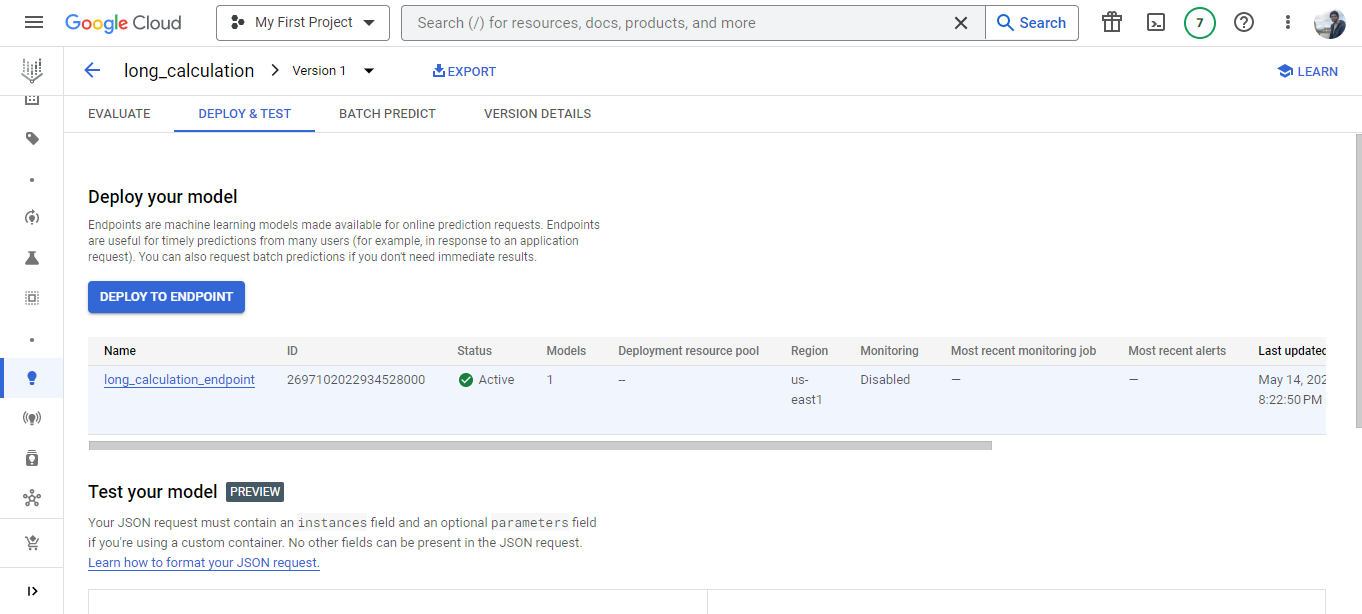 Google Cloud
My First Project
Search (/) for resources, docs, products, and more
Search
7
long_calculation
Version 1
EXPORT
LEARN
EVALUATE
DEPLOY & TEST
BATCH PREDICT
VERSION DETAILS
Deploy your model
Endpoints are machine learning models made available for online prediction requests. Endpoints
are useful for timely predictions from many users (for example, in response to an application
request). You can also request batch predictions if you don't need immediate results.
DEPLOY TO ENDPOINT
Name ID Status Models Deployment resource pool Region Monitoring Most recent monitoring job Most recent alerts Last updated
long_calculation_endpoint 2697102022934528000 Active 1 -- us- Disabled — — May 14, 202
east1 8:22:50 PM
Test your model PREVIEW
Your JSON request must contain an instances field and an optional parameters field
if you're using a custom container. No other fields can be present in the JSON request.
Learn how to format your JSON request.